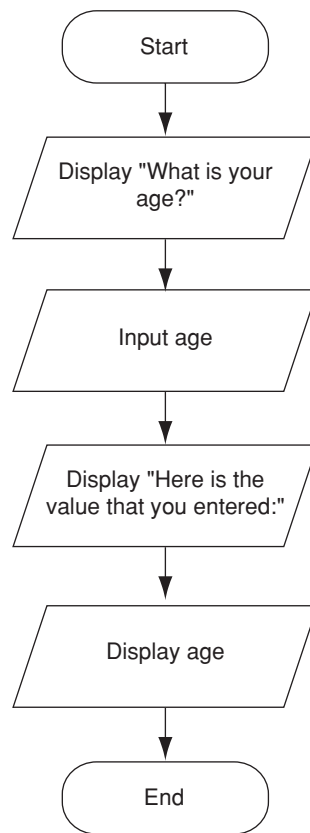 Start
Display "What is your
age?"
Input age
Display "Here is the
value that you entered:"
Display age
End